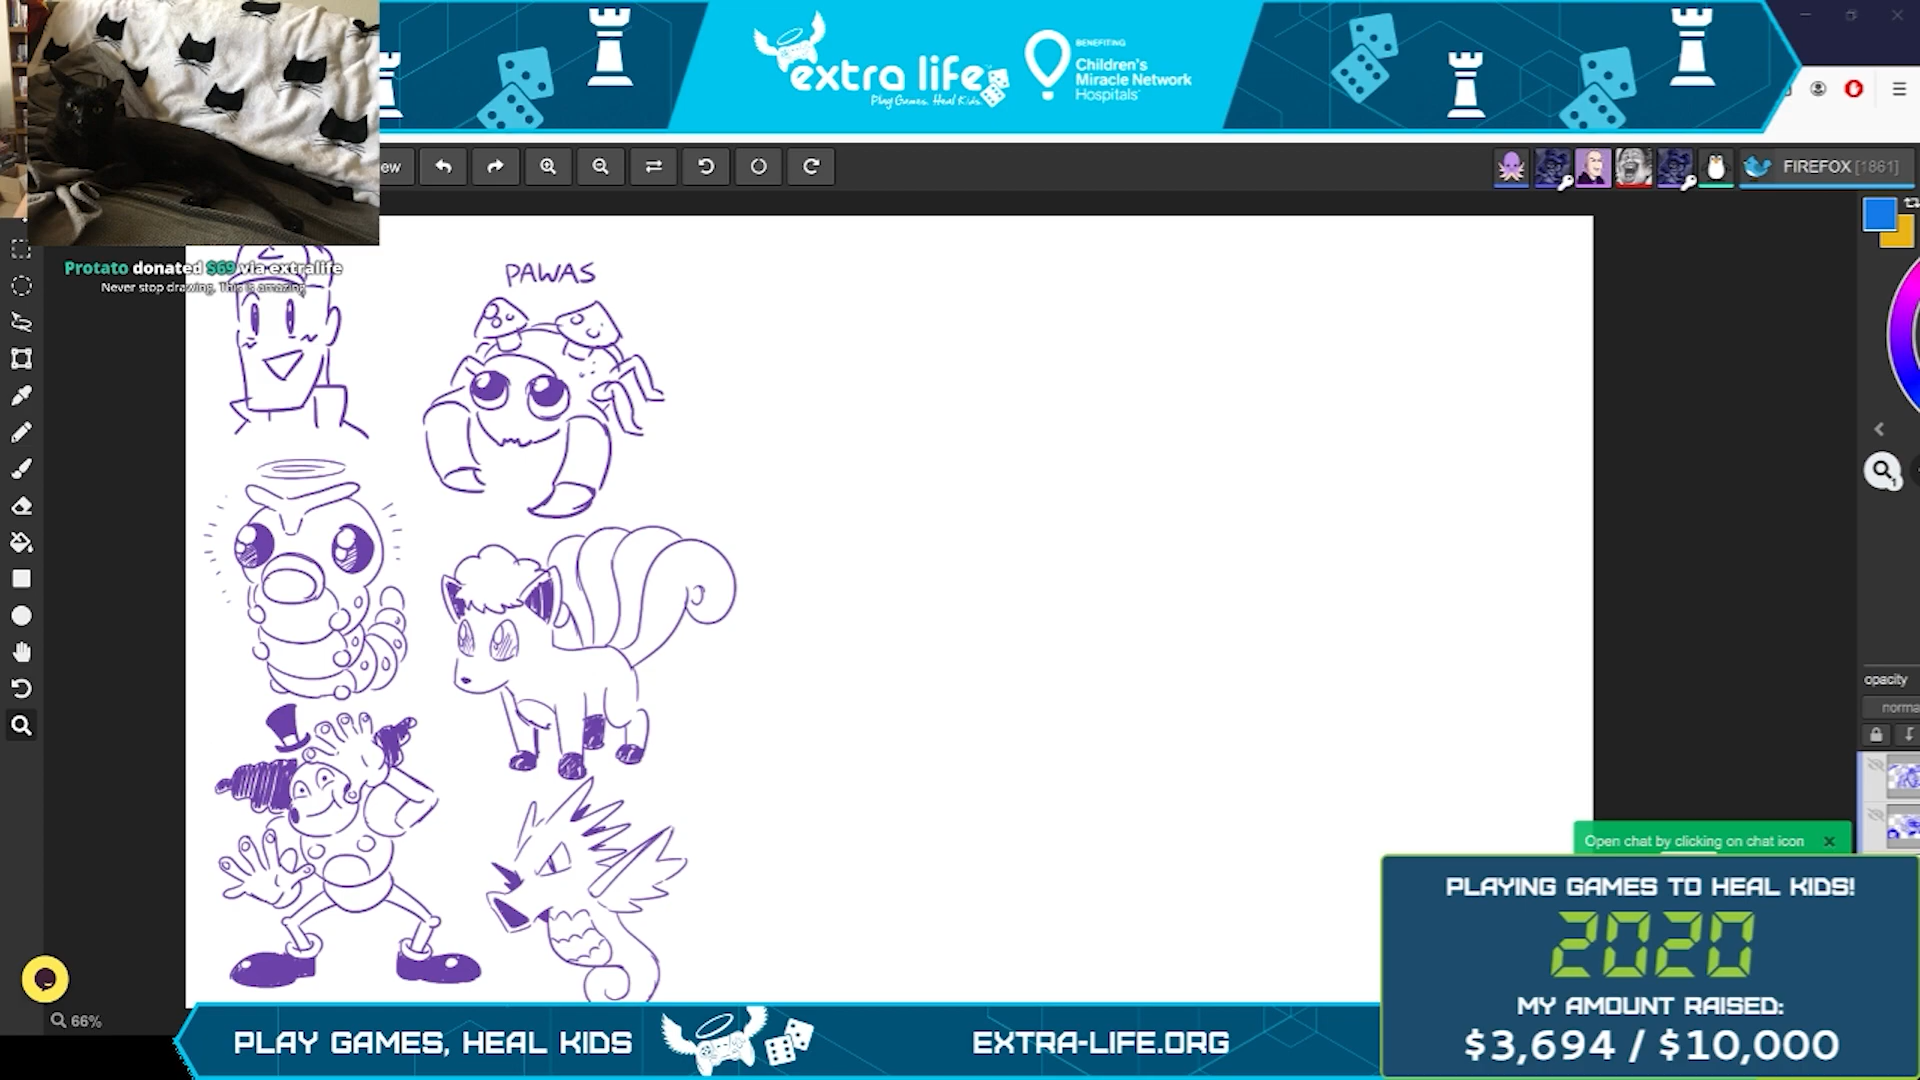 extra life
Play Games. Heal Kids.
BENEFITING
Children's
Miracle Network
Hospitals
ew
FIREFOX [1861]
Protato donated $69 via extralife
Never stop drawing. This is amazing
PAWAS
opacity
norma
Open chat by clicking on chat icon
PLAYING GAMES TO HEAL KIDS!
2020
MY AMOUNT RAISED:
$3,694 / $10,000
66%
PLAY GAMES, HEAL KIDS
EXTRA-LIFE.ORG